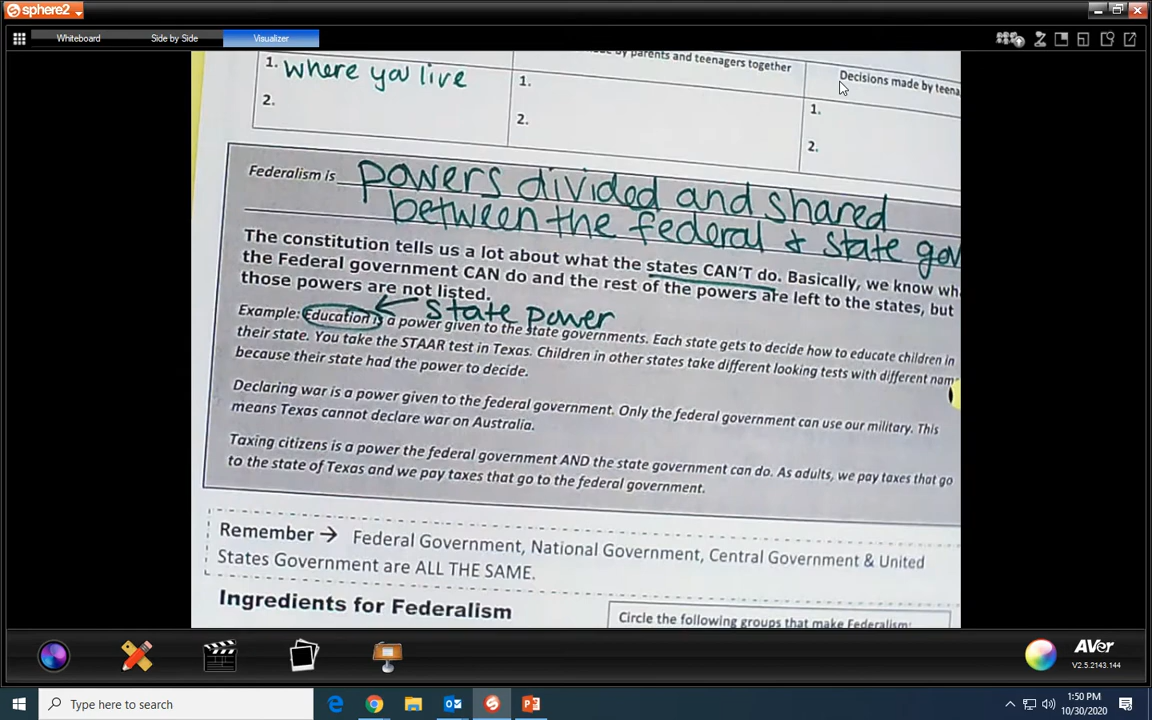 sphere2
Whiteboard
Side by Side
Visualizer
by parents and teenagers together
Decisions made by
1. where you live
2.
1.
2.
1.
2.
Federalism is powers divided and shared
between the federal & state gov
The constitution tells us a lot about what the states CAN'T do. Basically, we know
the Federal government CAN do and the rest of the powers are left to the states, but
those powers are not listed.
State power
Example: Education is a power given to the state governments. Each state gets to decide how to educate children in
their state. You take the STAAR test in Texas. Children in other states take different looking tests with different
because their state had the power to decide.
Declaring war is a power given to the federal government. Only the federal government can use our military. This
means Texas cannot declare war on Australia.
Taxing citizens is a power the federal government AND the state government can do. As adults, we pay taxes that go
to the state of Texas and we pay taxes that go to the federal government.
Remember → Federal Government, National Government, Central Government & United
States Government are ALL THE SAME.
Ingredients for Federalism
Circle the following groups that make Federalism:
AVer
V2.5.2143.144
Type here to search
1:50 PM
10/30/2020